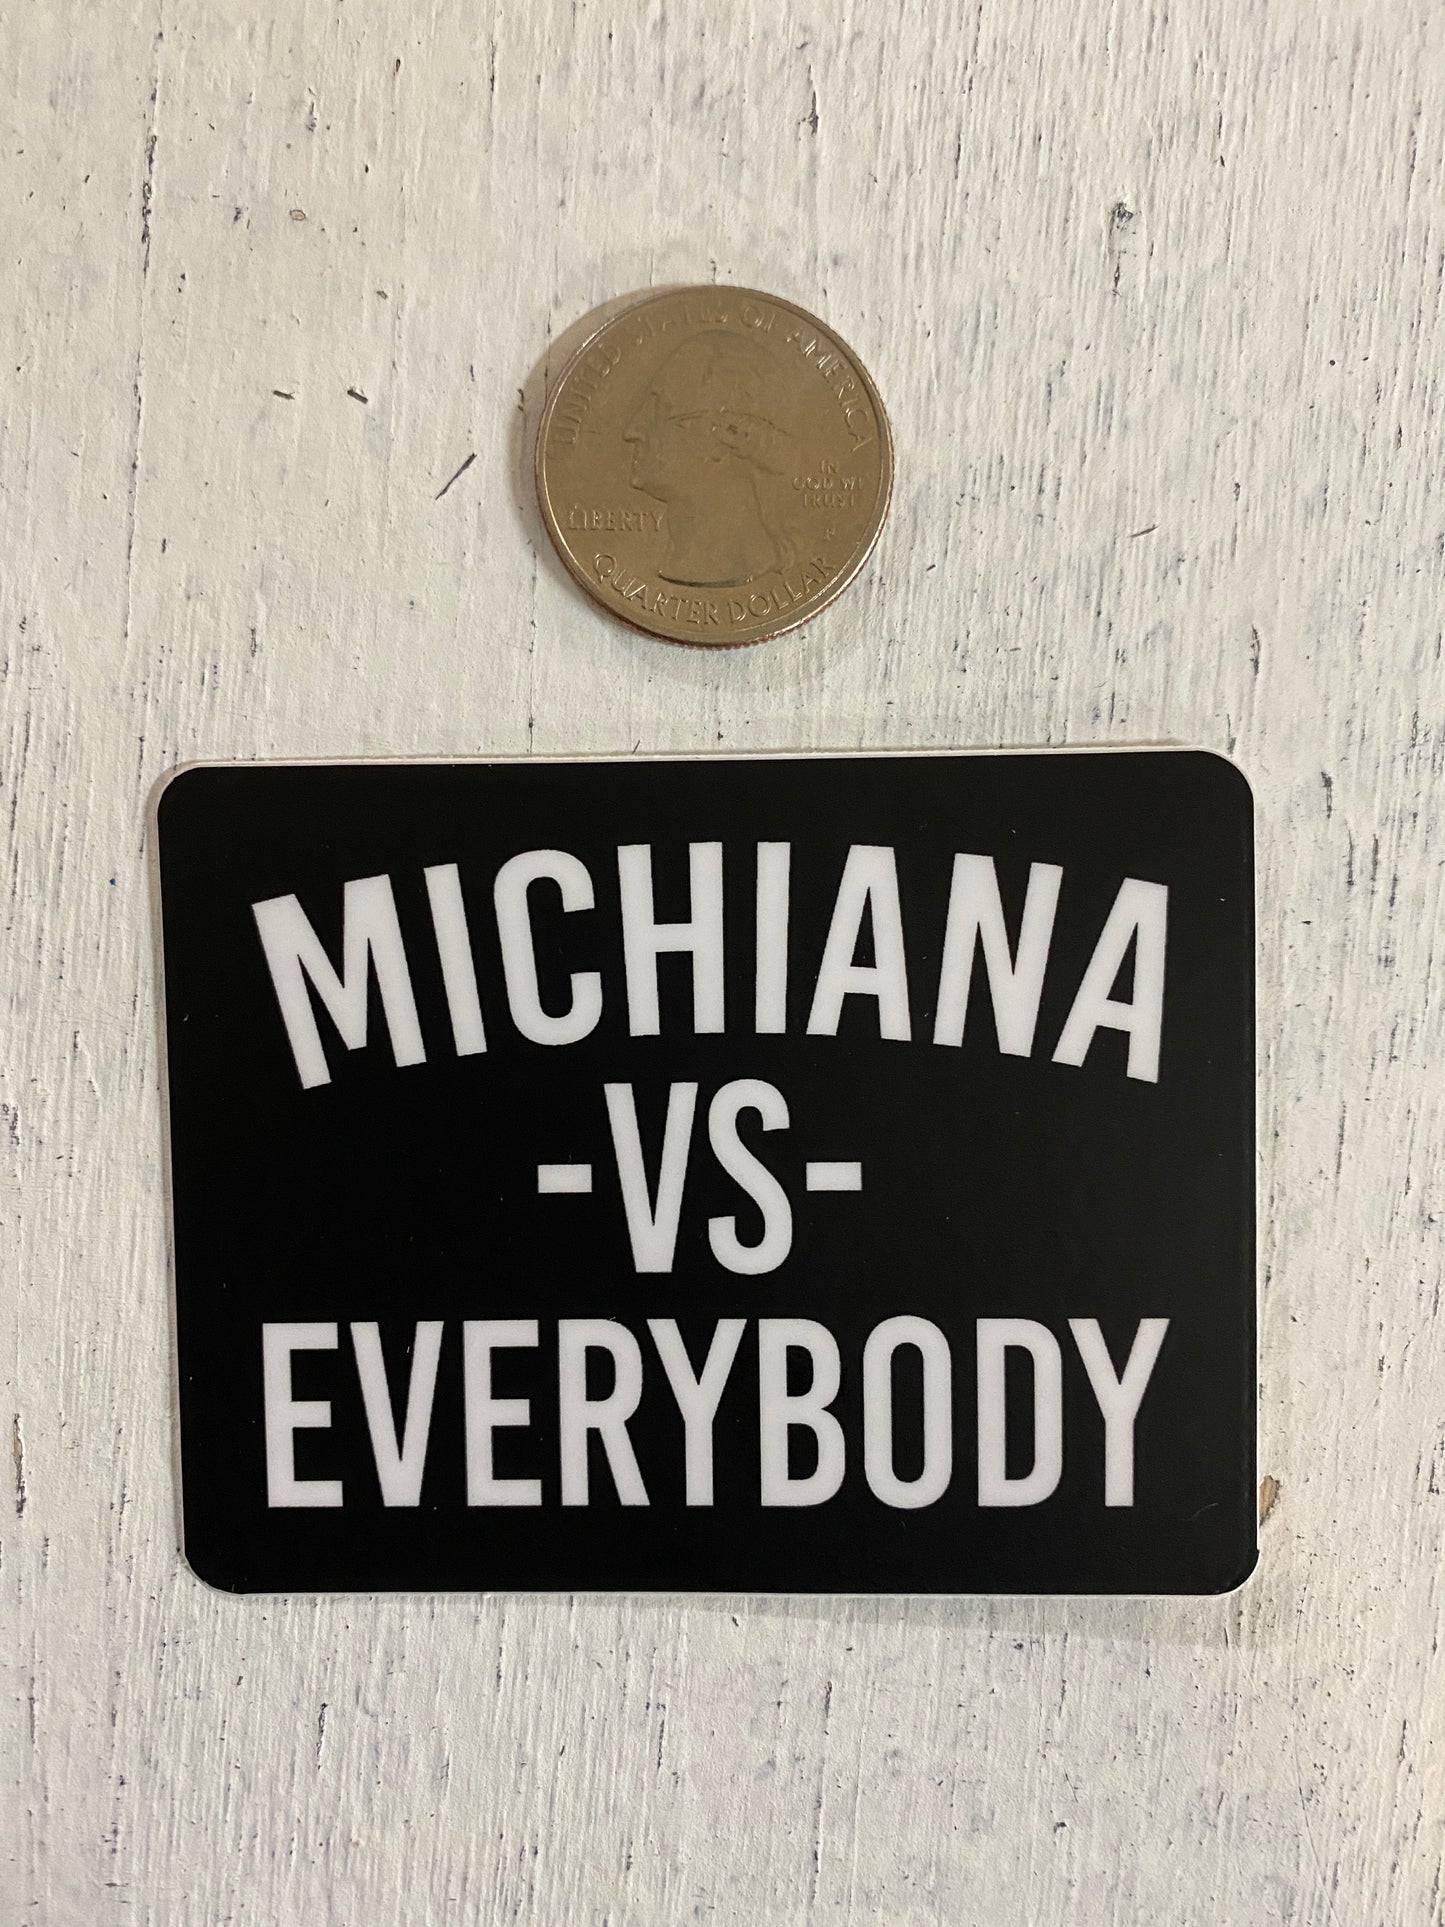 UNITED STATES OF AMERICA
IN
GOD WE
TRUST
LIBERTY
QUARTER DOLLAR
MICHIANA
-VS-
EVERYBODY